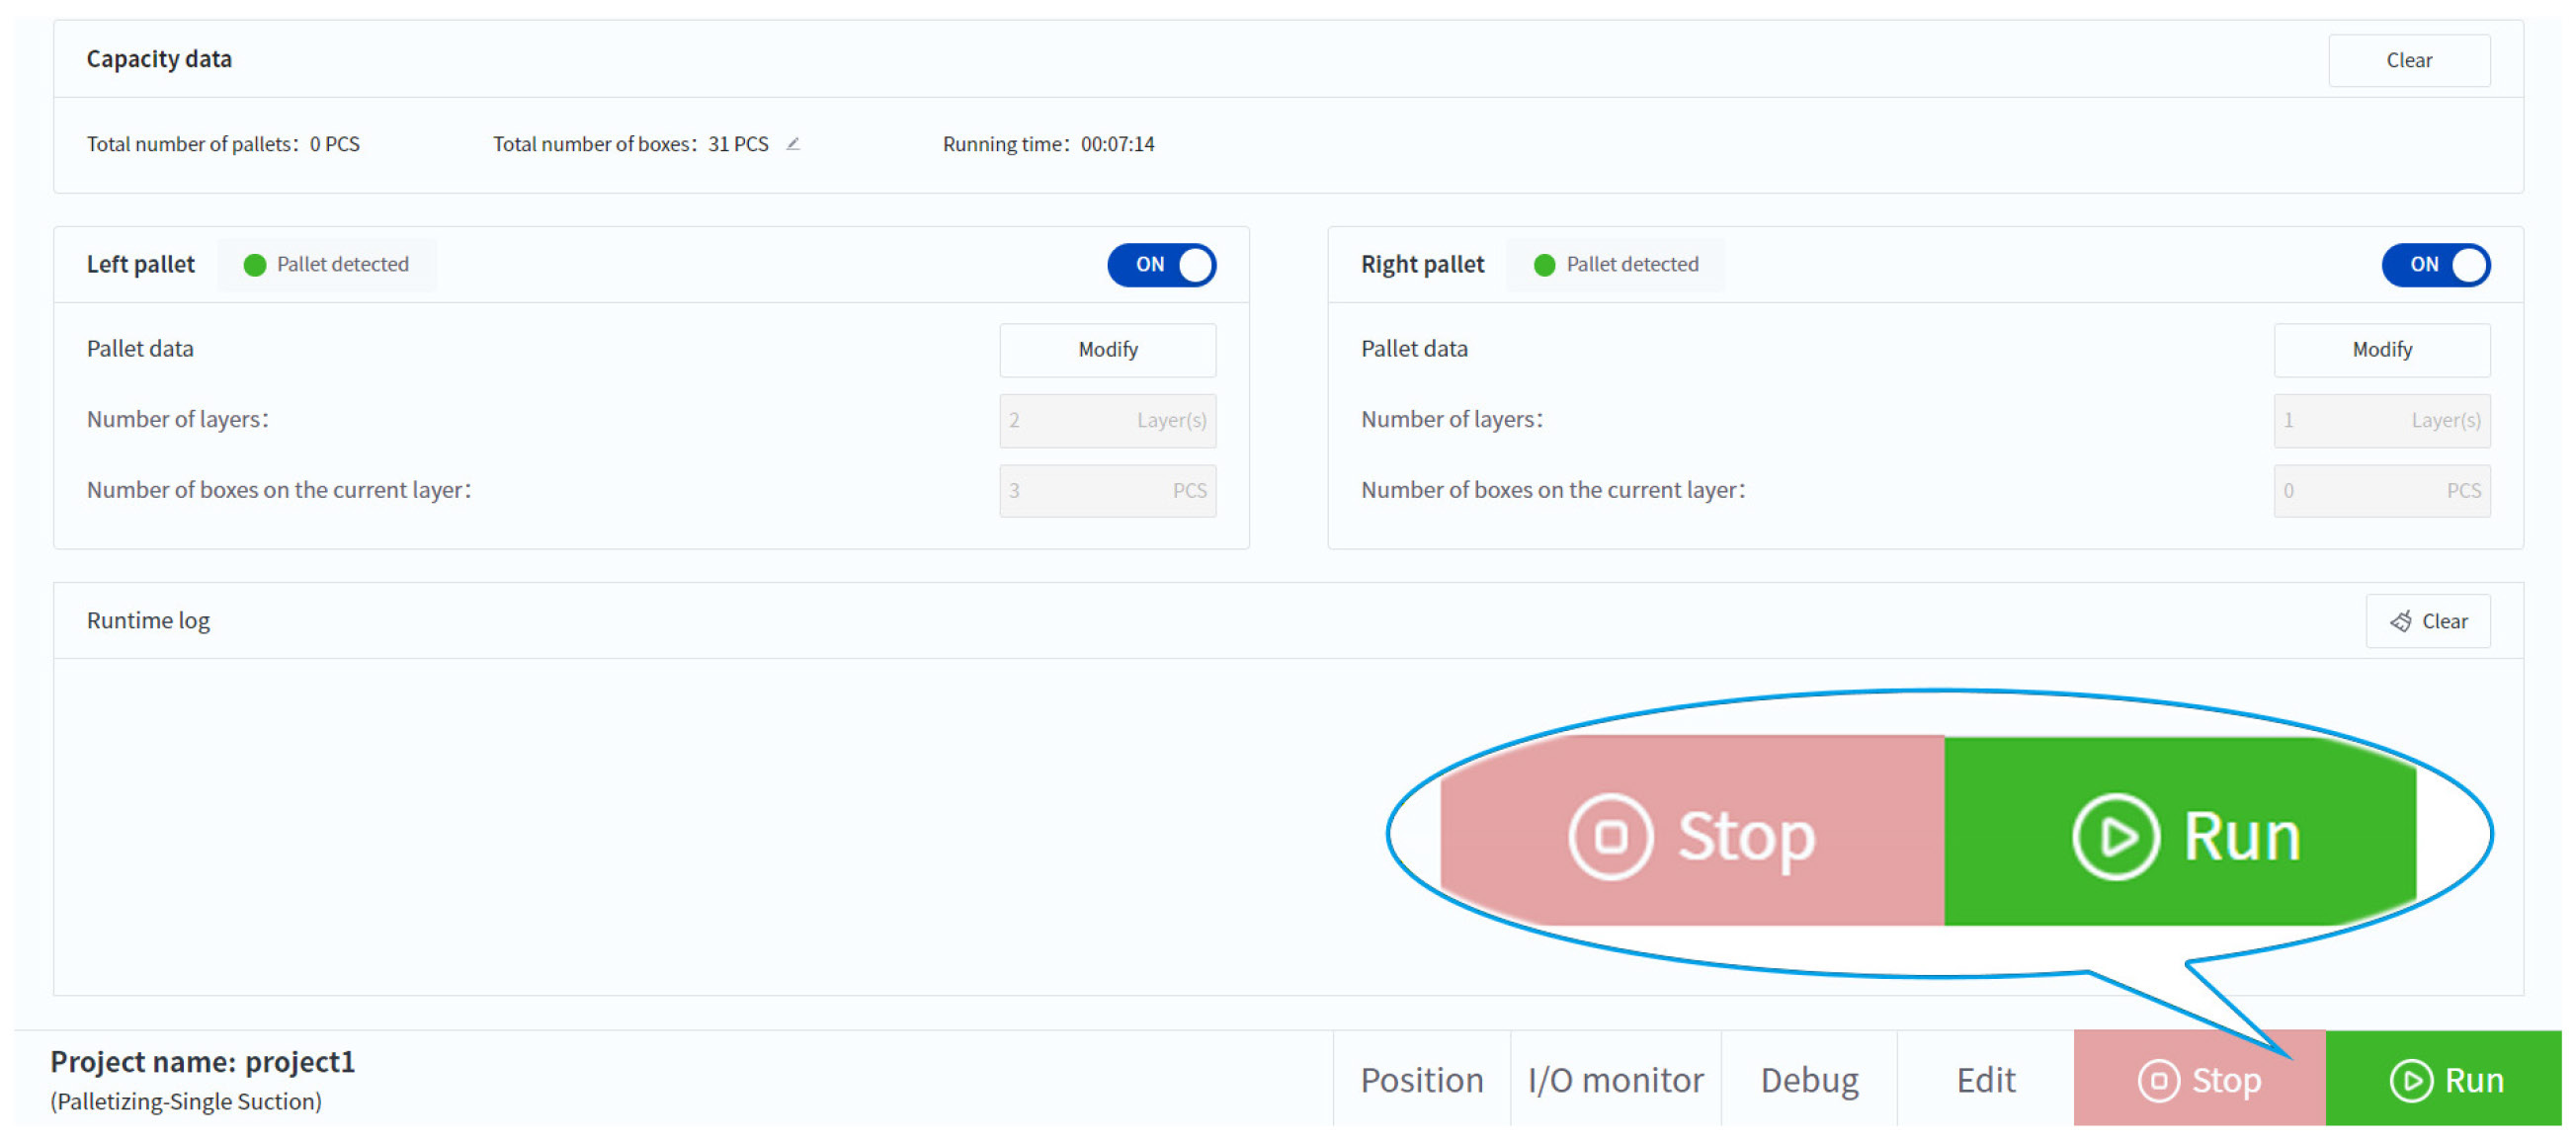 Capacity data
Clear
Total number of pallets: 0 PCS
Total number of boxes: 31 PCS
Running time: 00:07:14
Left pallet
Pallet detected
ON
Pallet data
Modify
Number of layers:
2 Layer(s)
Number of boxes on the current layer:
3 PCS
Right pallet
Pallet detected
ON
Pallet data
Modify
Number of layers:
1 Layer(s)
Number of boxes on the current layer:
0 PCS
Runtime log
Clear
Stop
Run
Project name: project1
(Palletizing-Single Suction)
Position
I/O monitor
Debug
Edit
Stop
Run